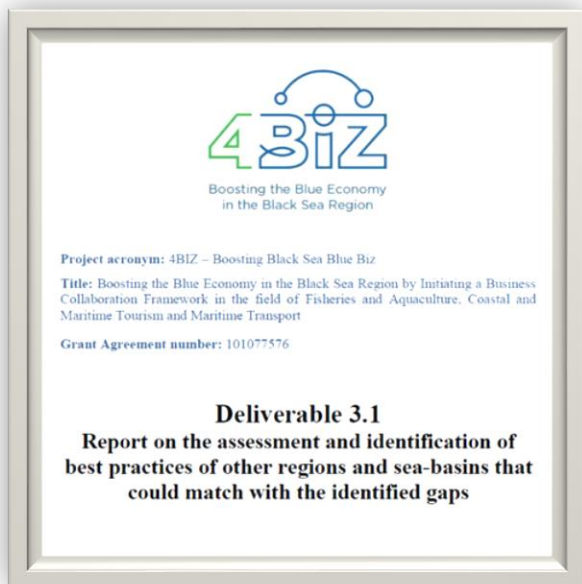 4BiZ
Boosting the Blue Economy
in the Black Sea Region
Project acronym: 4BIZ – Boosting Black Sea Blue Biz
Title: Boosting the Blue Economy in the Black Sea Region by Initiating a Business
Collaboration Framework in the field of Fisheries and Aquaculture, Coastal and
Maritime Tourism and Maritime Transport
Grant Agreement number: 101077576
Deliverable 3.1
Report on the assessment and identification of
best practices of other regions and sea-basins that
could match with the identified gaps